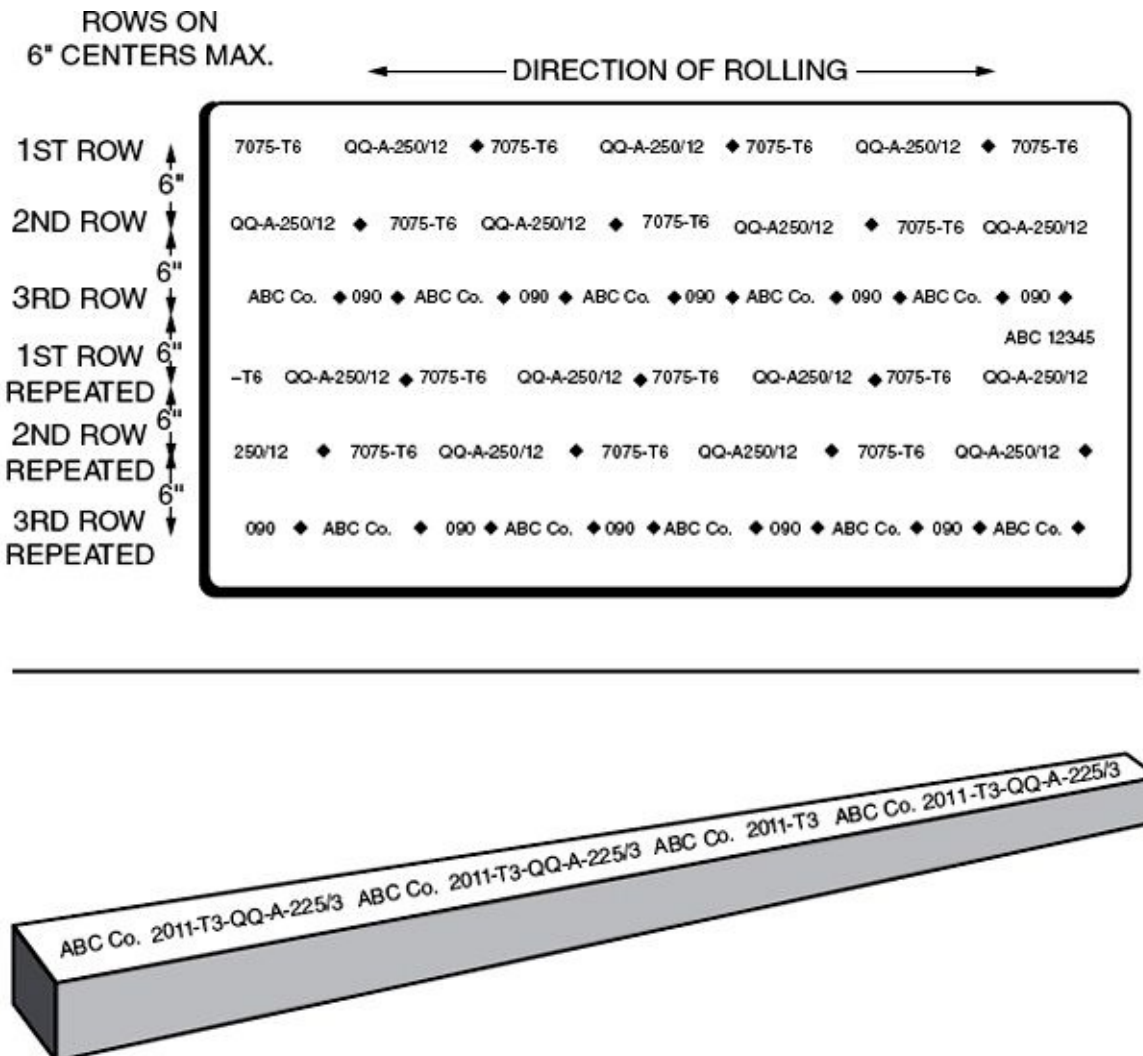 ROWS ON
6" CENTERS MAX.
DIRECTION OF ROLLING
1ST ROW 7075-T6 QQ-A-250/12 ◆ 7075-T6 QQ-A-250/12 ◆ 7075-T6 QQ-A-250/12 ◆ 7075-T6
6"
2ND ROW QQ-A-250/12 ◆ 7075-T6 QQ-A-250/12 ◆ 7075-T6 QQ-A250/12 ◆ 7075-T6 QQ-A-250/12
6"
3RD ROW ABC Co. ◆ 090 ◆ ABC Co. ◆ 090 ◆ ABC Co. ◆ 090 ◆ ABC Co. ◆ 090 ◆ ABC Co. ◆ 090 ◆
ABC 12345
6"
1ST ROW
REPEATED
–T6 QQ-A-250/12 ◆ 7075-T6 QQ-A-250/12 ◆ 7075-T6 QQ-A250/12 ◆ 7075-T6 QQ-A-250/12
6"
2ND ROW
REPEATED
250/12 ◆ 7075-T6 QQ-A-250/12 ◆ 7075-T6 QQ-A250/12 ◆ 7075-T6 QQ-A-250/12 ◆
6"
3RD ROW
REPEATED
090 ◆ ABC Co. ◆ 090 ◆ ABC Co. ◆ 090 ◆ ABC Co. ◆ 090 ◆ ABC Co. ◆ 090 ◆ ABC Co. ◆
ABC Co. 2011-T3-QQ-A-225/3 ABC Co. 2011-T3-QQ-A-225/3 ABC Co. 2011-T3 ABC Co. 2011-T3-QQ-A-225/3